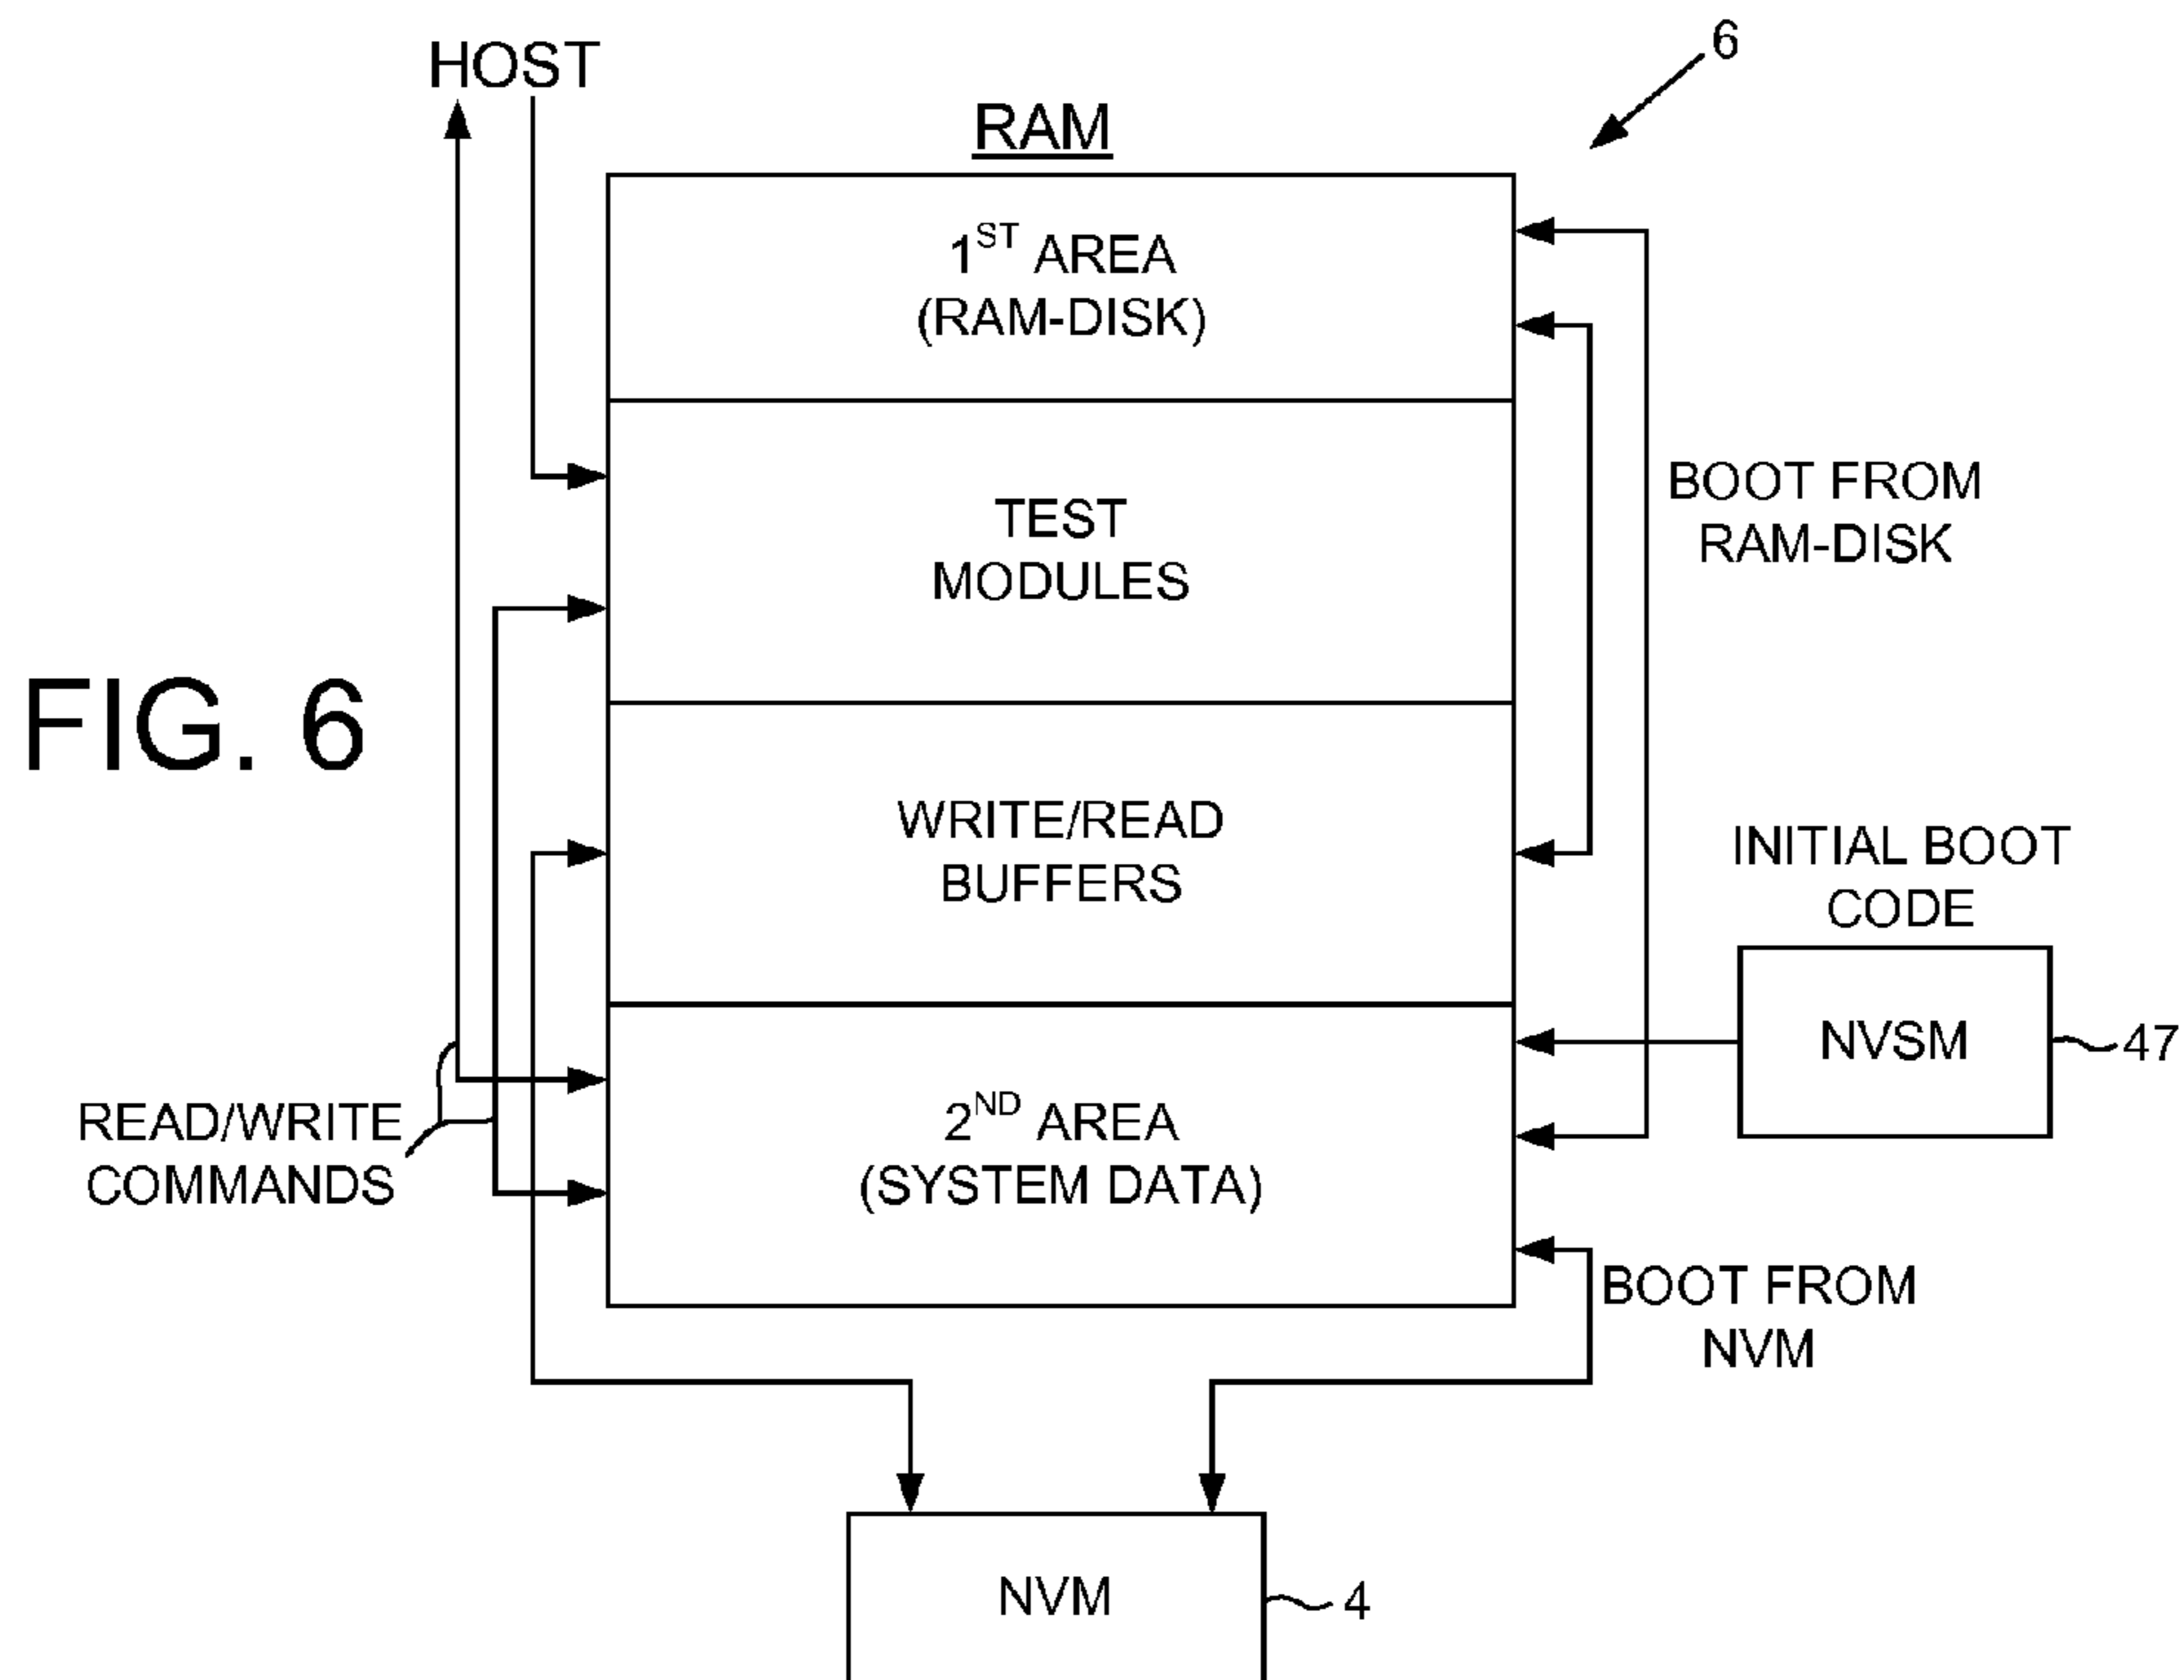 HOST
6
RAM
1ST AREA
(RAM-DISK)
BOOT FROM
RAM-DISK
TEST
MODULES
FIG. 6
WRITE/READ
BUFFERS
INITIAL BOOT
CODE
NVSM
47
READ/WRITE
COMMANDS
2ND AREA
(SYSTEM DATA)
BOOT FROM
NVM
NVM
4